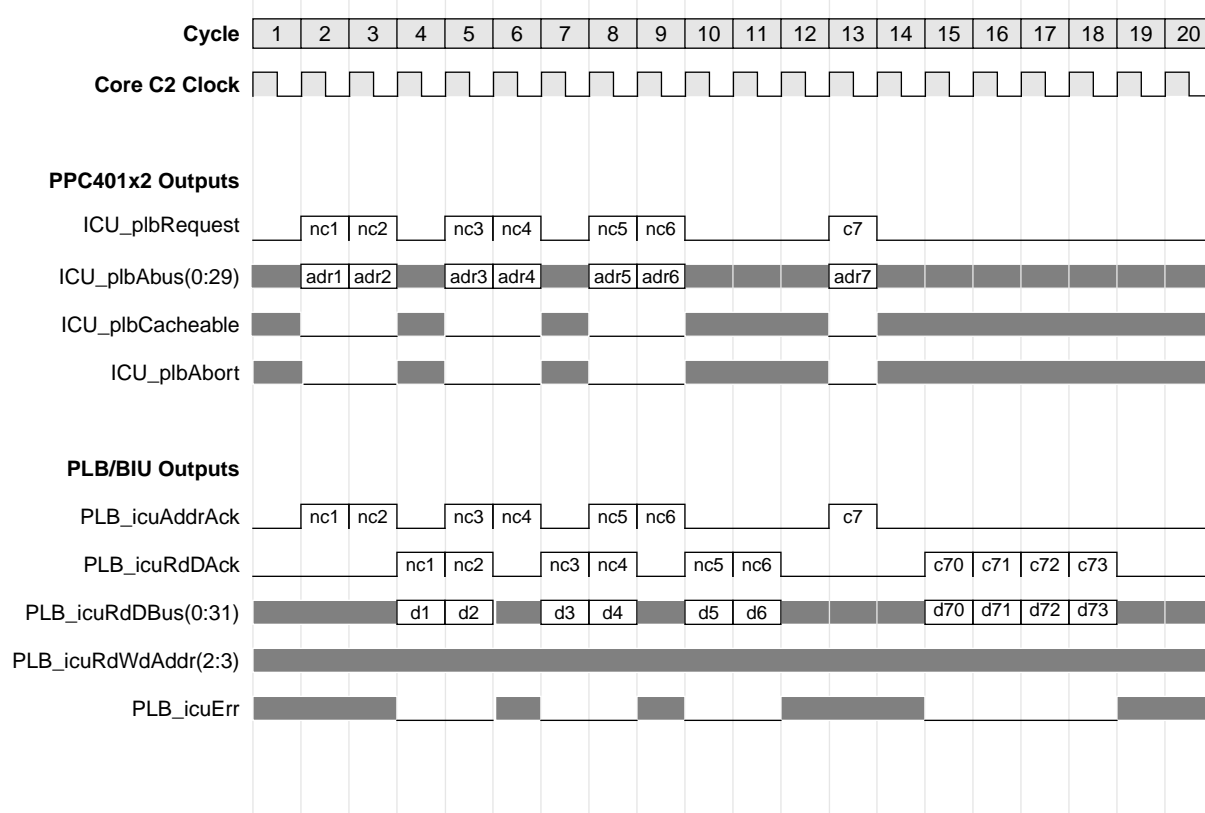 Cycle 1 2 3 4 5 6 7 8 9 10 11 12 13 14 15 16 17 18 19 20
Core C2 Clock
PPC401x2 Outputs
ICU_plbRequest nc1 nc2 nc3 nc4 nc5 nc6 c7
ICU_plbAbus(0:29) adr1 adr2 adr3 adr4 adr5 adr6 adr7
ICU_plbCacheable
ICU_plbAbort
PLB/BIU Outputs
PLB_icuAddrAck nc1 nc2 nc3 nc4 nc5 nc6 c7
PLB_icuRdDAck nc1 nc2 nc3 nc4 nc5 nc6 c70 c71 c72 c73
PLB_icuRdDBus(0:31) d1 d2 d3 d4 d5 d6 d70 d71 d72 d73
PLB_icuRdWdAddr(2:3)
PLB_icuErr